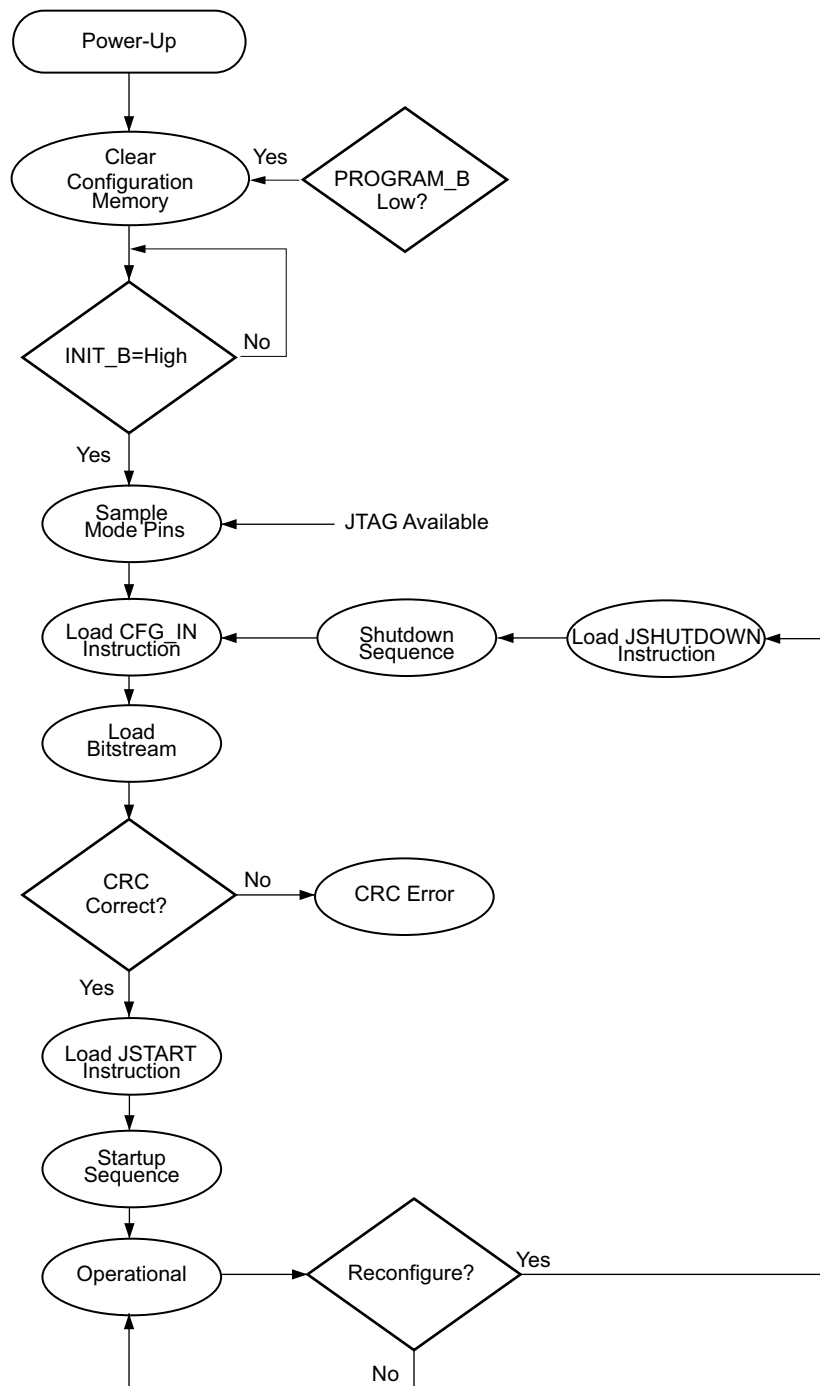 Power-Up
Clear
Configuration
Memory
Yes
PROGRAM_B
Low?
INIT_B=High
No
Yes
Sample
Mode Pins
JTAG Available
Load CFG_IN
Instruction
Shutdown
Sequence
Load JSHUTDOWN
Instruction
Load
Bitstream
CRC
Correct?
No
CRC Error
Yes
Load JSTART
Instruction
Startup
Sequence
Operational
Reconfigure?
Yes
No